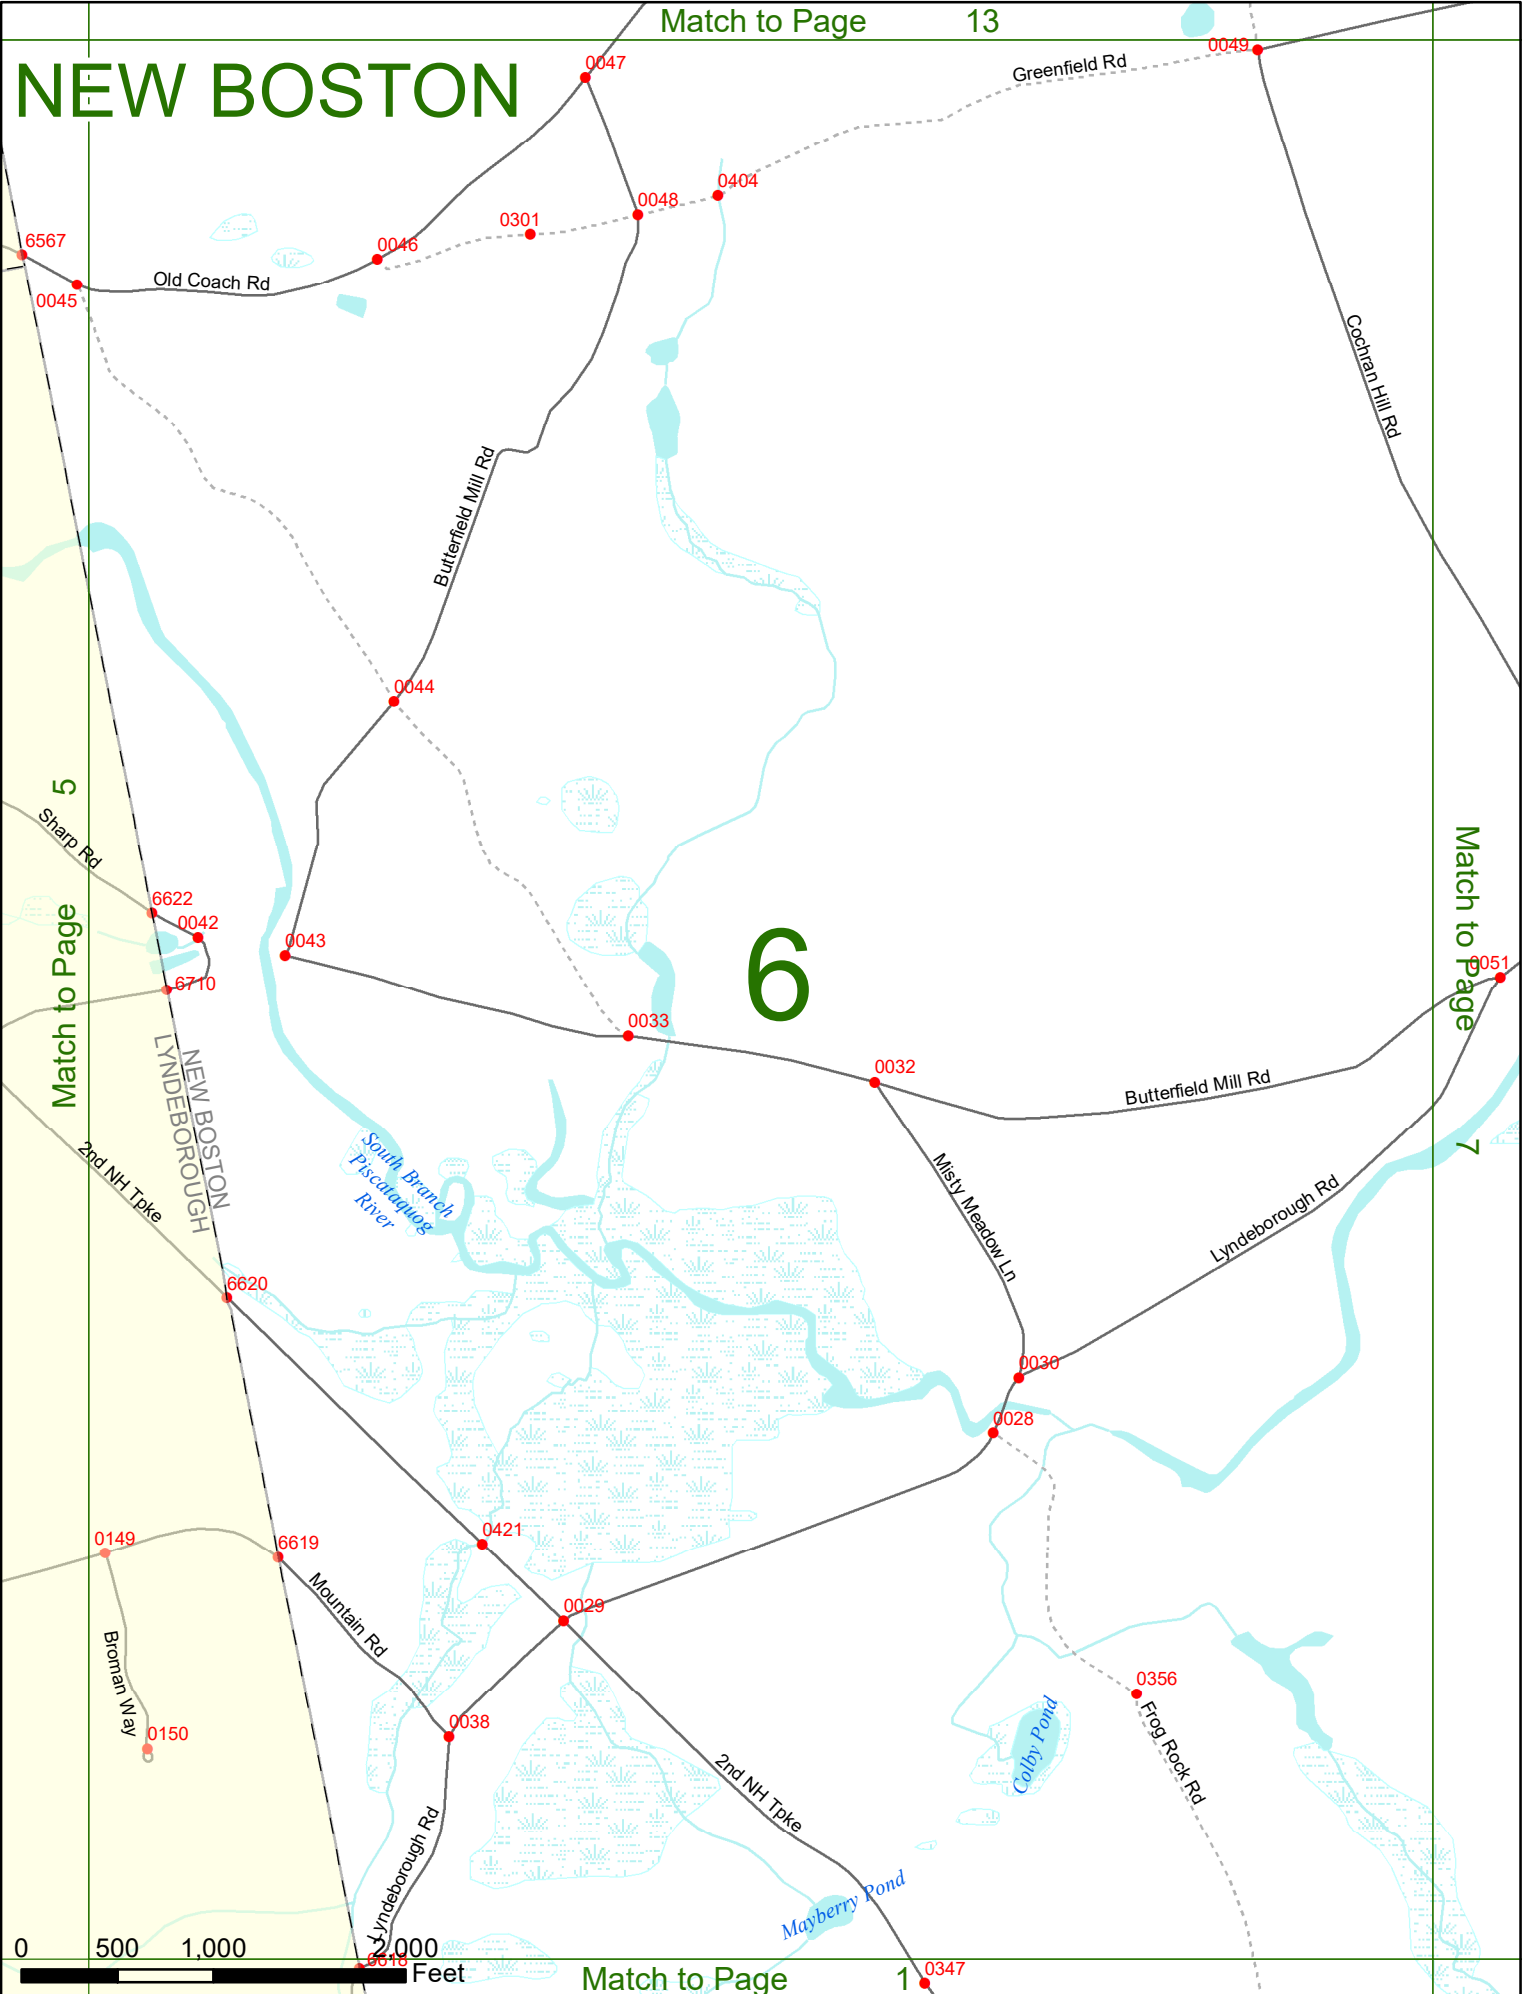 Match to Page 13
NEW BOSTON
0047
0049
Greenfield Rd
0404
0048
0301
0046
6567
0045
Old Coach Rd
Cochran Hill Rd
Butterfield Mill Rd
0044
Match to Page 5
Sharp Rd
6622
0042
0043
6710
6
Match to Page 7
0051
0033
0032
Butterfield Mill Rd
NEW BOSTON
LYNDEBOROUGH
2nd NH Tpke
South Branch
Piscataquog
River
Misty Meadow Ln
Lyndeborough Rd
6620
0030
0028
0421
0149
6619
Mountain Rd
0029
Broman Way
0150
0038
0356
Frog Rock Rd
Colby Pond
2nd NH Tpke
Lyndeborough Rd
Mayberry Pond
0 500 1,000 2,000
Feet
6618
Match to Page 1
0347